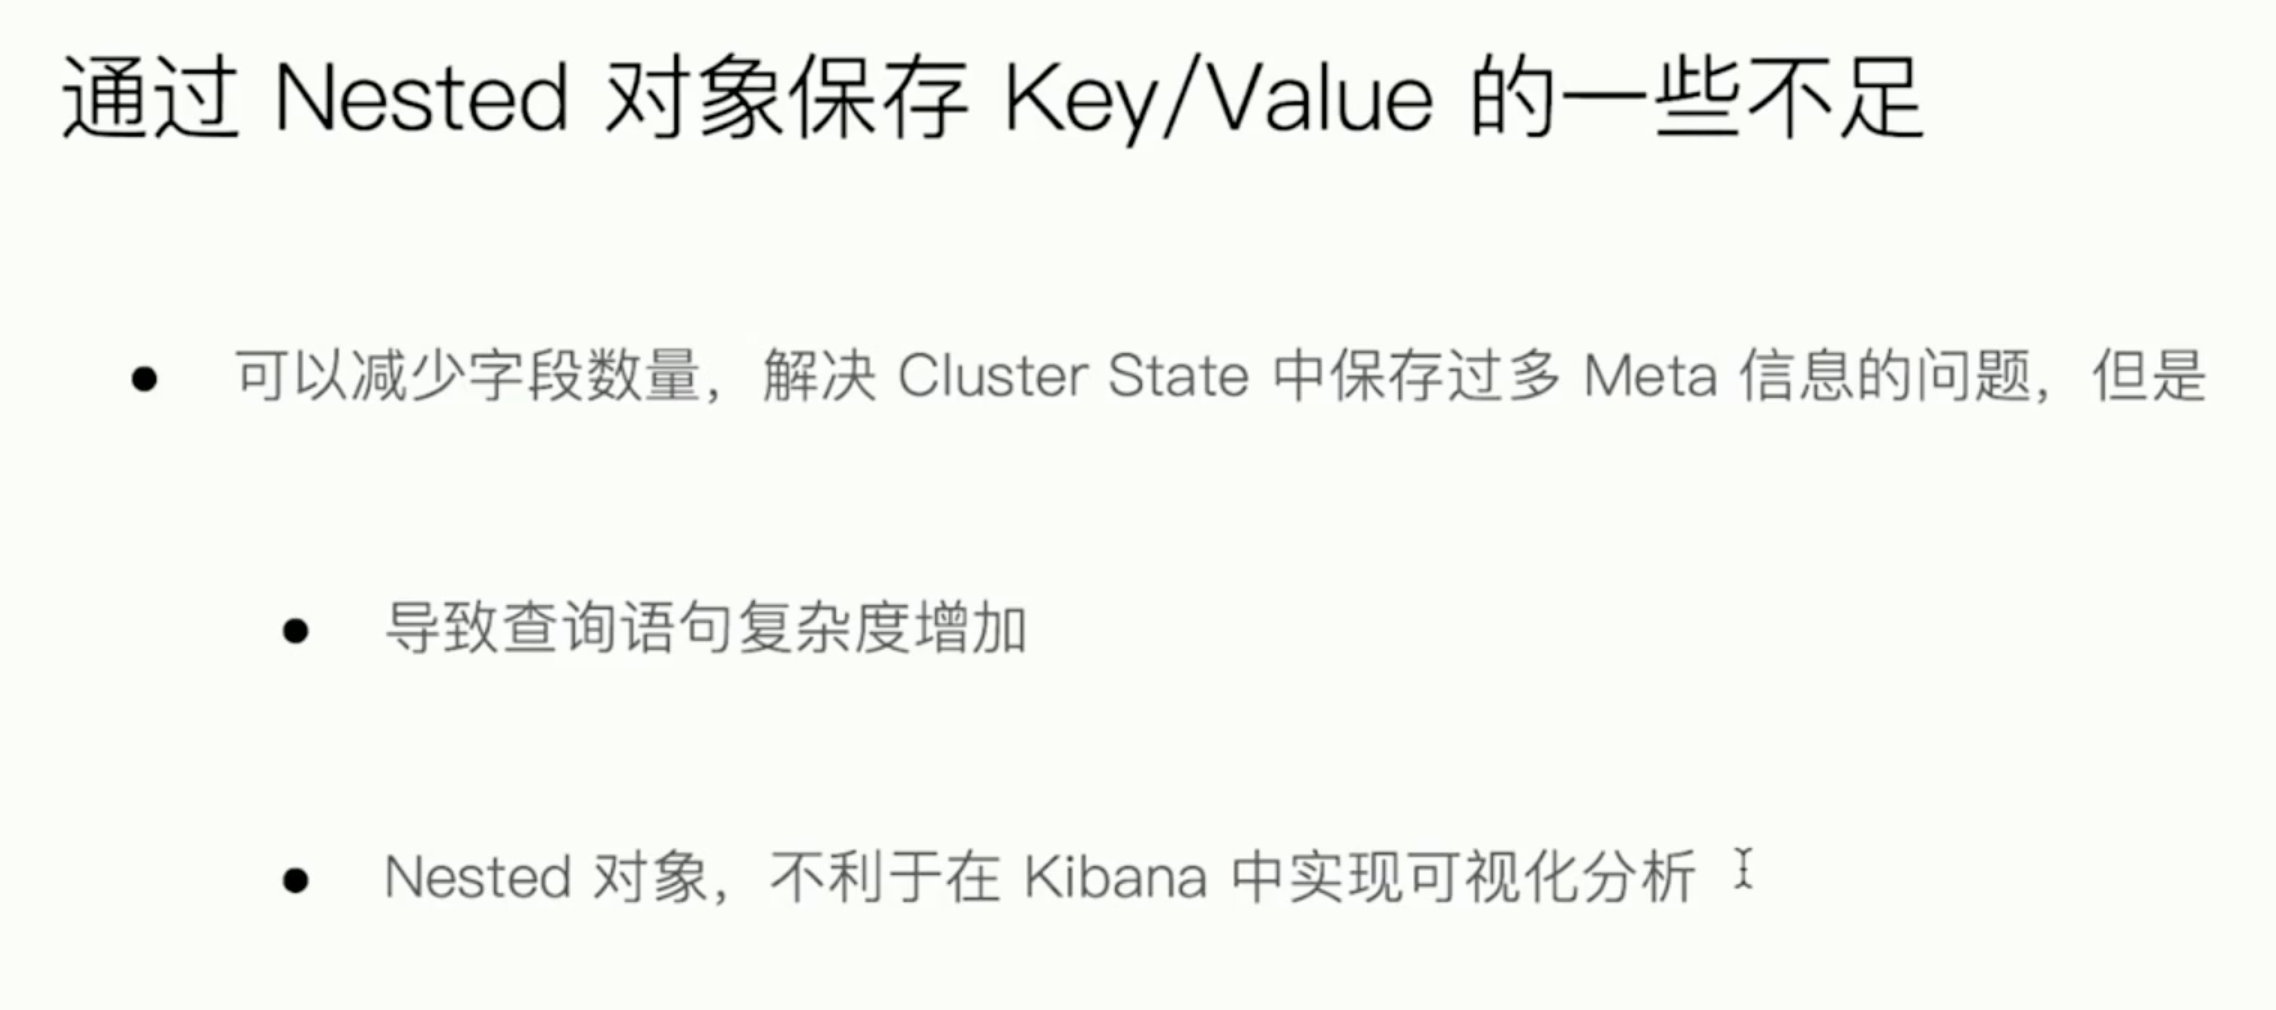 通过 Nested 对象保存 Key/Value 的一些不足
可以减少字段数量，解决 Cluster State 中保存过多 Meta 信息的问题，但是
导致查询语句复杂度增加
Nested 对象，不利于在 Kibana 中实现可视化分析